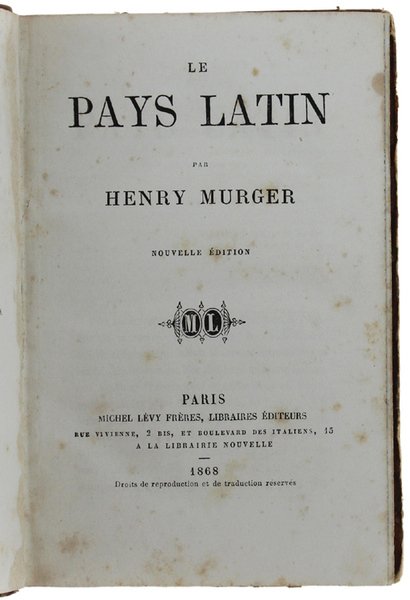 LE
PAYS LATIN
PAR
HENRY MURGER
NOUVELLE ÉDITION
ML
PARIS
MICHEL LÉVY FRÈRES, LIBRAIRES ÉDITEURS
RUE VIVIENNE, 2 BIS, ET BOULEVARD DES ITALIENS, 15
A LA LIBRAIRIE NOUVELLE
—
1868
Droits de reproduction et de traduction réservés